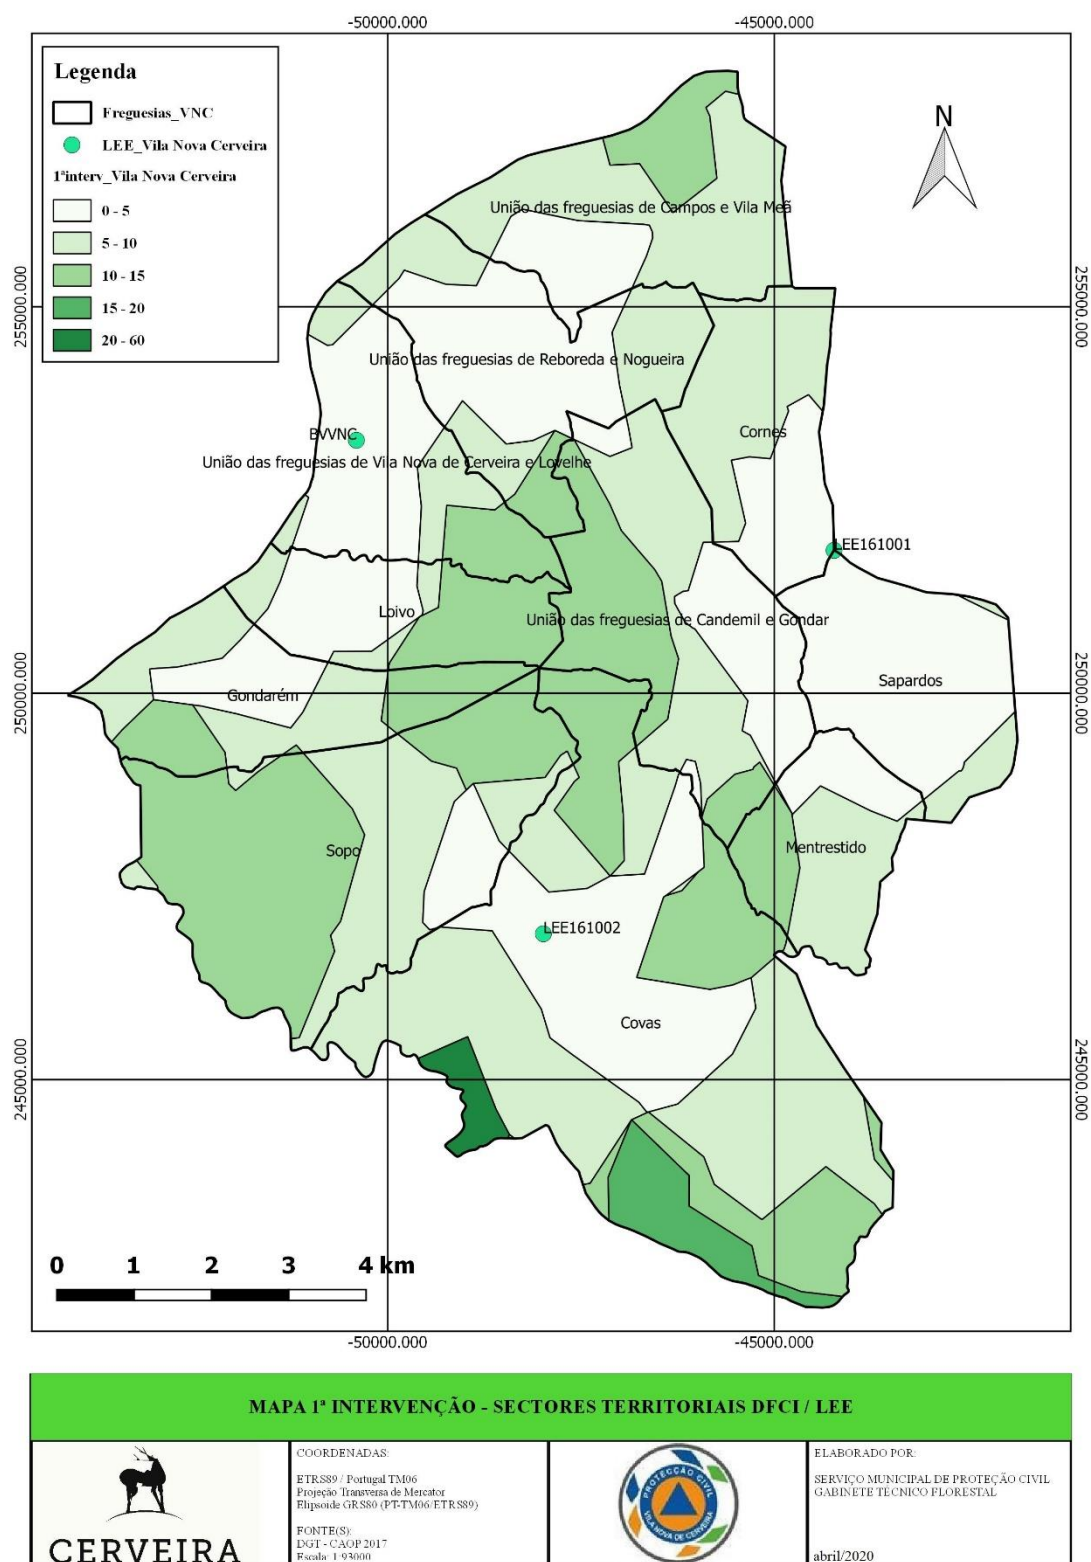 -50000.000
-45000.000
Legenda
Freguesias_VNC
LEE_Vila Nova Cerveira
1ªinterv_Vila Nova Cerveira
0 - 5
5 - 10
10 - 15
15 - 20
20 - 60
N
União das freguesias de Campos e Vila Meã
255000.000
255000.000
União das freguesias de Reboreda e Nogueira
BVVNC
Cornes
União das freguesias de Vila Nova de Cerveira e Lovelhe
LEE161001
Loivo
União das freguesias de Candemil e Gondar
250000.000
250000.000
Gondarém
Sapardos
Sopo
Mentrestido
LEE161002
Covas
245000.000
245000.000
0 1 2 3 4 km
-50000.000
-45000.000
MAPA 1ª INTERVENÇÃO - SECTORES TERRITORIAIS DFCI / LEE
CERVEIRA
COORDENADAS:
ETRS89 / Portugal TM06
Projeção Transversa de Mercator
Elipsoide GRS80 (PT-TM06/ETRS89)
FONTE(S):
DGT - CAOP 2017
Escala: 1:93000
PROTECÇÃO CIVIL
VILA NOVA DE CERVEIRA
ELABORADO POR:
SERVIÇO MUNICIPAL DE PROTEÇÃO CIVIL
GABINETE TÉCNICO FLORESTAL
abril/2020